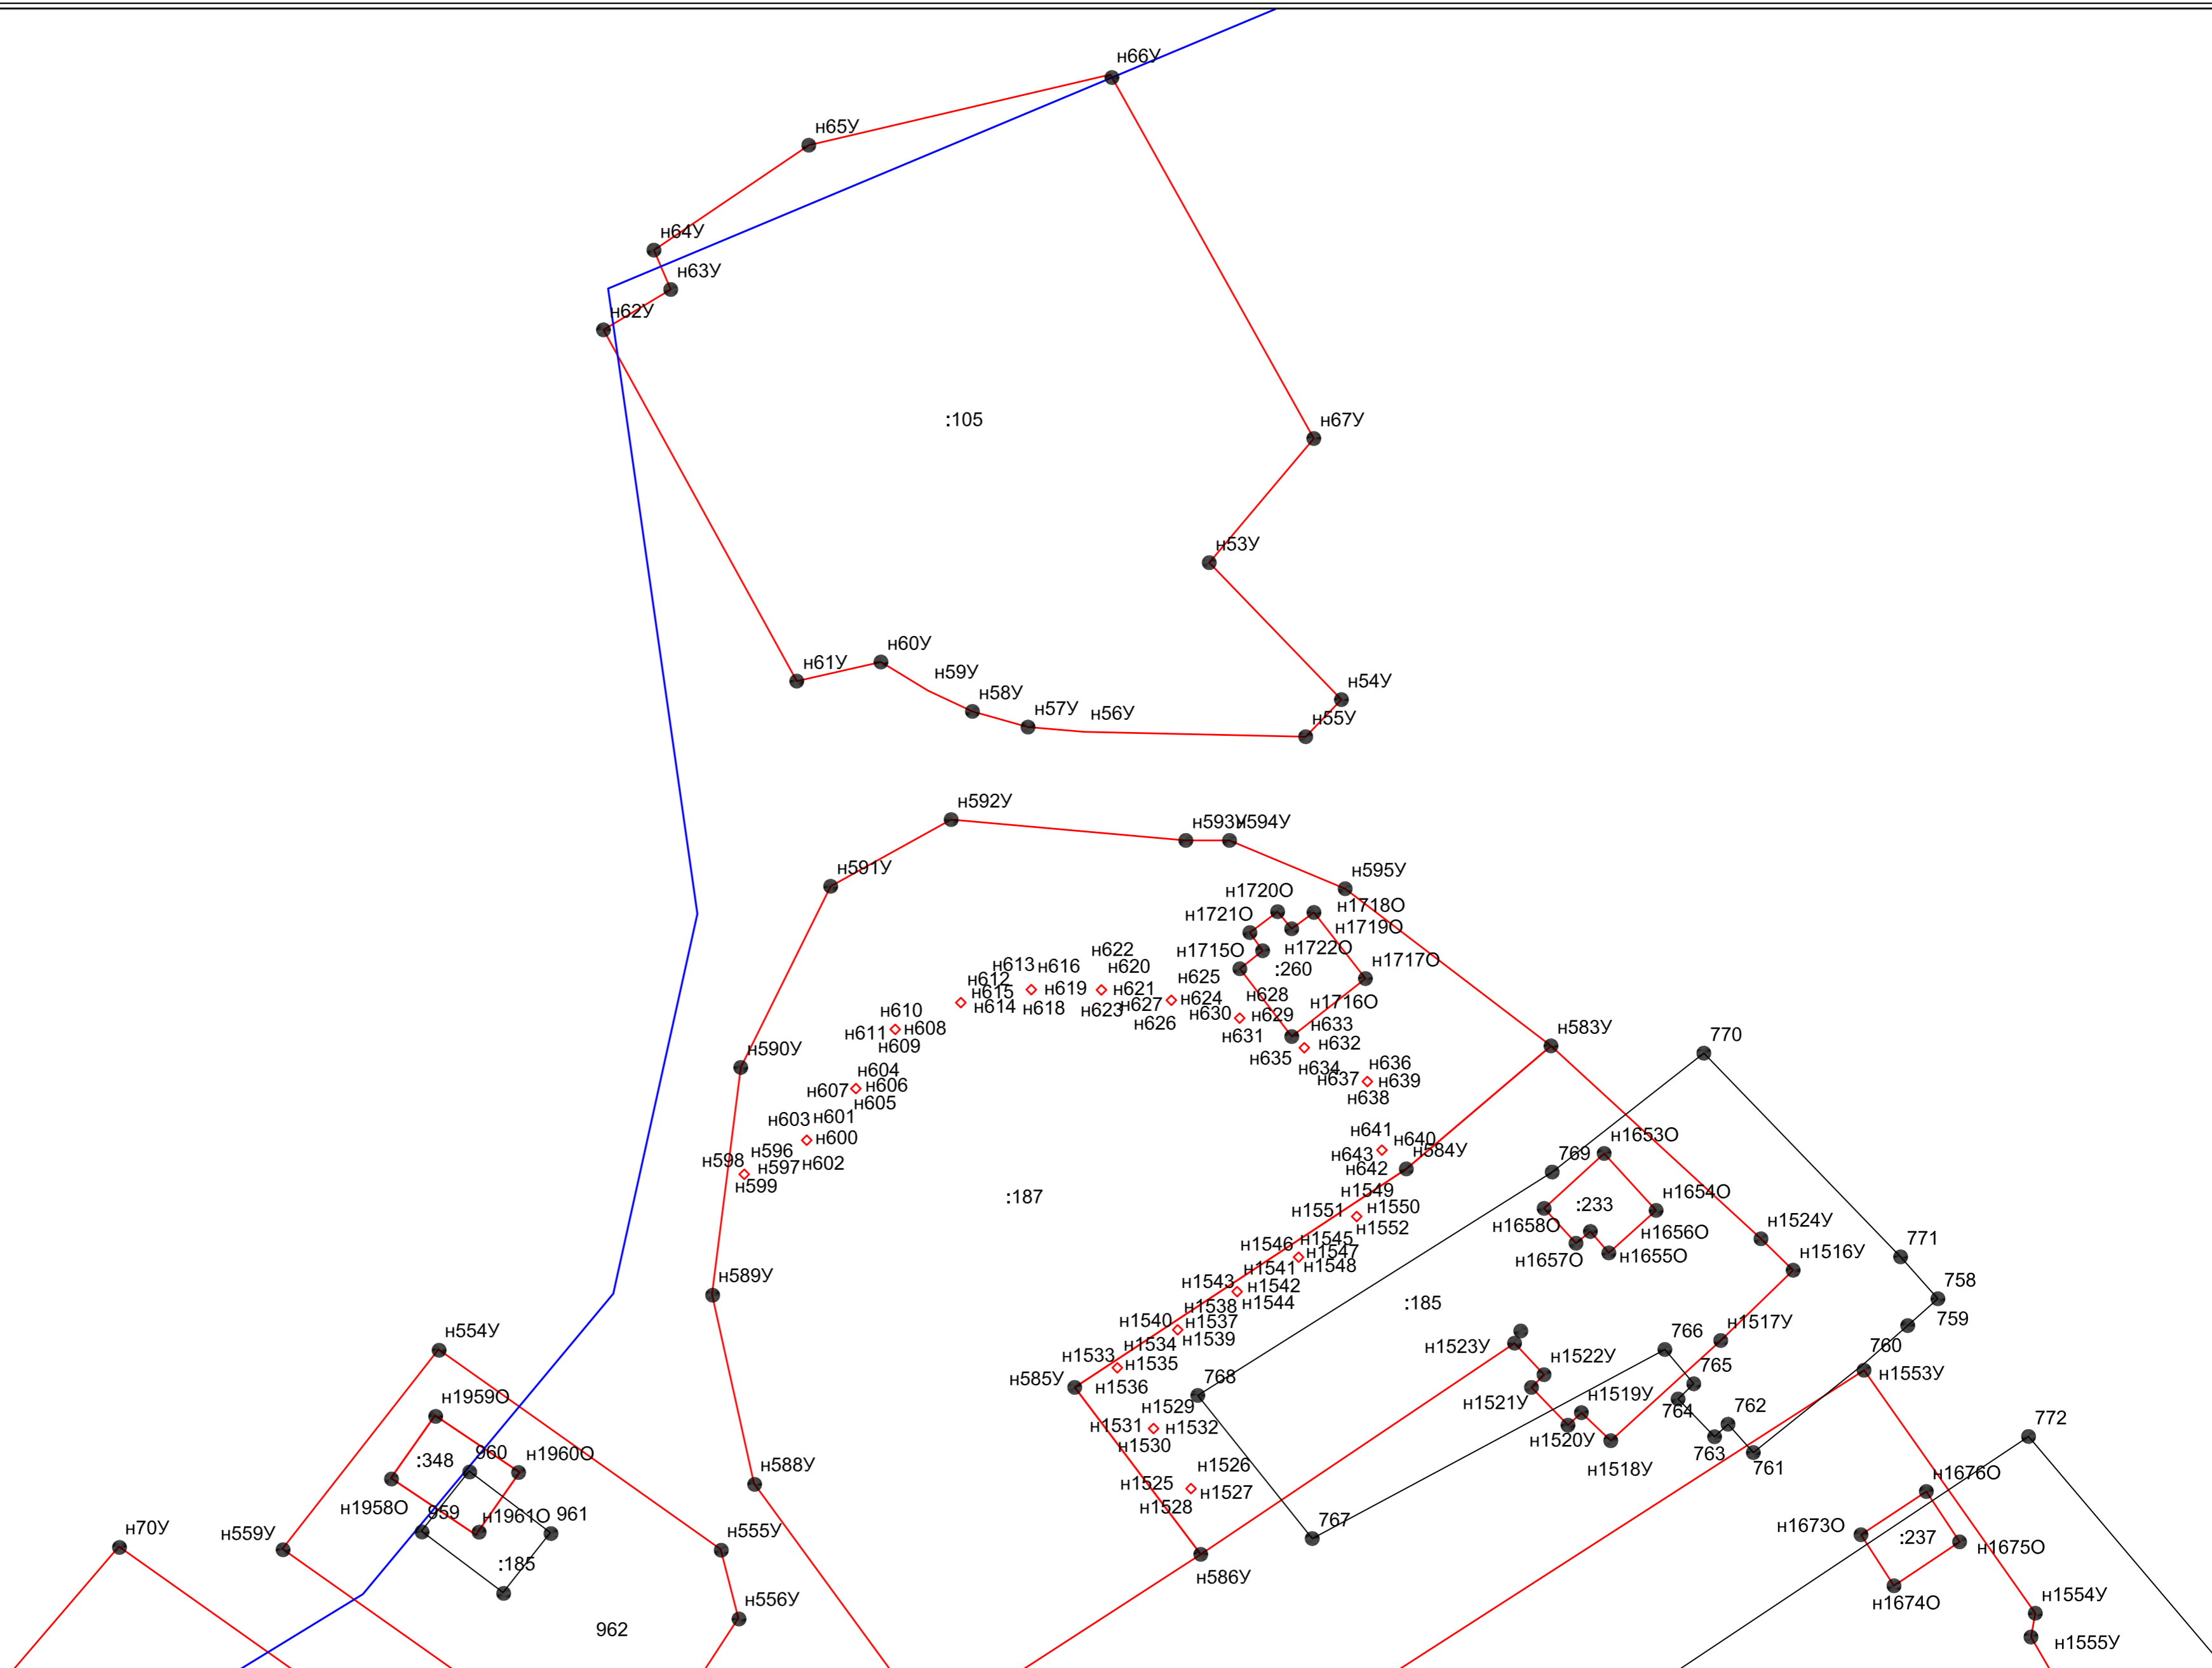 н66У
н65У
н64У
н63У
н62У
:105
н67У
н53У
н61У
н60У
н59У
н58У
н57У
н56У
н54У
н55У
н592У
н593У
н594У
н591У
н595У
н1720О
н1718О
н1721О
н1719О
н1722О
н1715О
:260
н1717О
н1716О
н622
н613
н616
н620
н612
н615
н614
н619
н618
н621
н623
н625
н624
н627
н626
н628
н630
н629
н631
н610
н611
н608
н609
н633
н632
н635
н634
н636
н637
н639
н638
н583У
770
н590У
н604
н607
н606
н605
н603
н601
н600
н596
н598
н597
н602
н599
н641
н640
н643
н584У
н642
:187
769
н1653О
:233
н1654О
н1658О
н1656О
н1657О
н1655О
н1524У
н1516У
771
758
759
760
н1549
н1551
н1550
н1552
н1545
н1546
н1547
н1548
н1541
н1543
н1542
н1544
н1538
н1540
н1537
н1539
н1534
н1533
н1535
н1536
н589У
:185
н585У
768
н1529
н1531
н1532
н1530
н1526
н1525
н1527
н1528
767
н586У
н1523У
н1522У
н1521У
н1519У
н1520У
н1518У
н1517У
766
765
764
762
763
761
н1553У
772
н1676О
н1673О
:237
н1675О
н1674О
н1554У
н1555У
н554У
н1959О
:348
960
н1960О
н1958О
959
н1961О
961
:185
н588У
н70У
н559У
н555У
н556У
962